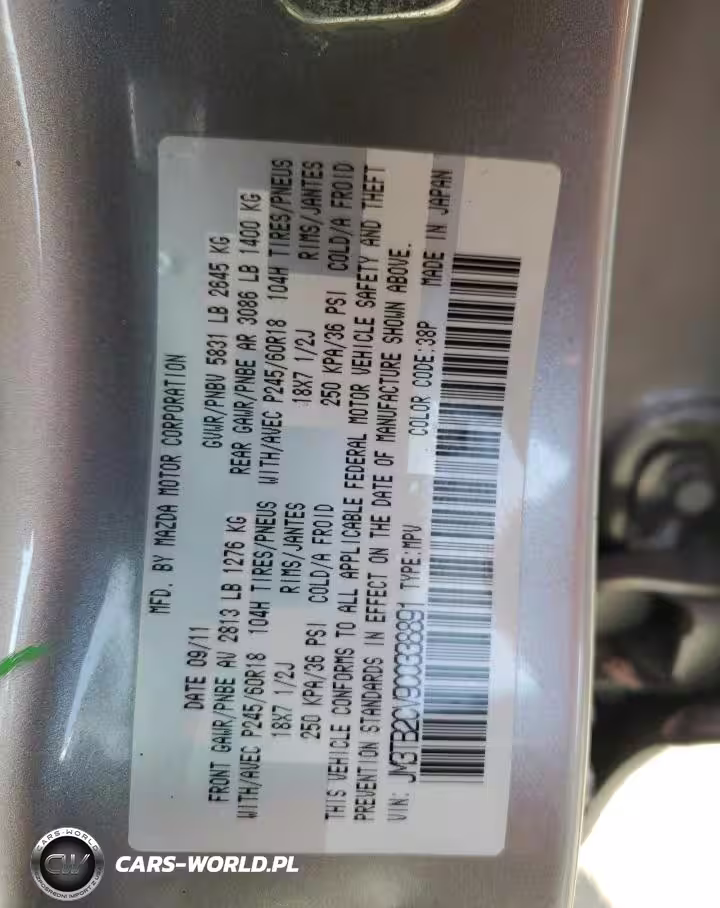 MFD. BY MAZDA MOTOR CORPORATION
DATE 09/11 GVWR/PNBV 5831 LB 2645 KG
FRONT GAWR/PNBE AV 2813 LB 1276 KG REAR GAWR/PNBE AR 3086 LB 1400 KG
WITH/AVEC P245/60R18 104H TIRES/PNEUS WITH/AVEC P245/60R18 104H TIRES/PNEUS
18X7 1/2J RIMS/JANTES 18X7 1/2J RIMS/JANTES
250 KPA/36 PSI COLD/A FROID 250 KPA/36 PSI COLD/A FROID
THIS VEHICLE CONFORMS TO ALL APPLICABLE FEDERAL MOTOR VEHICLE SAFETY AND THEFT
PREVENTION STANDARDS IN EFFECT ON THE DATE OF MANUFACTURE SHOWN ABOVE.
VIN: JM3TB2CV9C0338891 TYPE:MPV COLOR CODE:38P MADE IN JAPAN
CARS-WORLD
CW
CARS-WORLD.PL